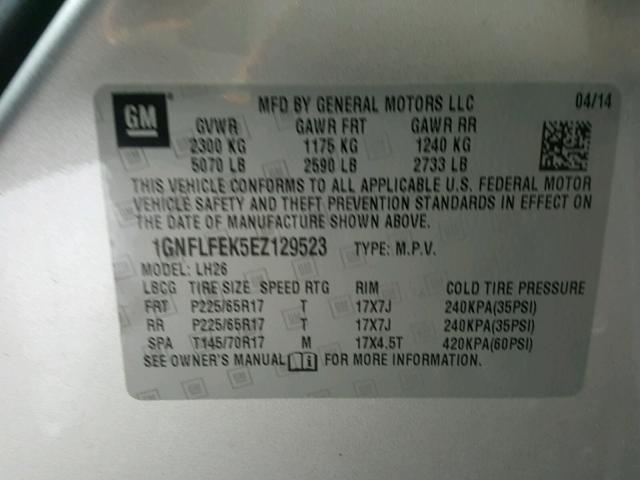 GM
MFD BY GENERAL MOTORS LLC 04/14
GVWR GAWR FRT GAWR RR
2300 KG 1175 KG 1240 KG
5070 LB 2590 LB 2733 LB
THIS VEHICLE CONFORMS TO ALL APPLICABLE U.S. FEDERAL MOTOR
VEHICLE SAFETY AND THEFT PREVENTION STANDARDS IN EFFECT ON
THE DATE OF MANUFACTURE SHOWN ABOVE.
1GNFLFEK5EZ129523 TYPE: M.P.V.
MODEL: LH26
LBCG TIRE SIZE SPEED RTG RIM COLD TIRE PRESSURE
FRT P225/65R17 T 17X7J 240KPA(35PSI)
RR P225/65R17 T 17X7J 240KPA(35PSI)
SPA T145/70R17 M 17X4.5T 420KPA(60PSI)
SEE OWNER'S MANUAL FOR MORE INFORMATION.